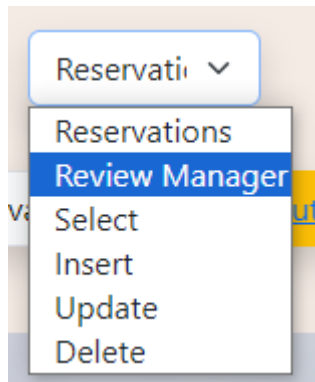 Reservati
Reservations
Review Manager
Select
Insert
Update
Delete